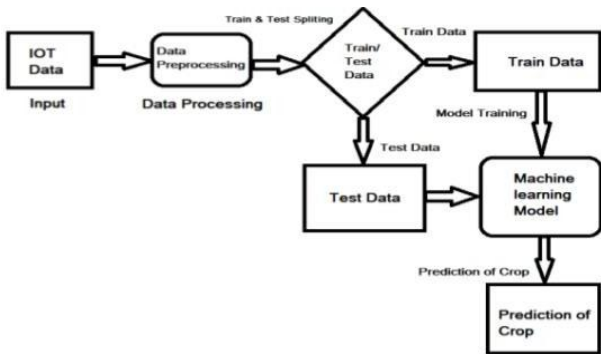 Train & Test Spliting
IOT
Data
Input
Data
Preprocessing
Data Processing
Train/
Test
Data
Train Data
Train Data
Model Training
Test Data
Test Data
Machine
learning
Model
Prediction of Crop
Prediction of
Crop